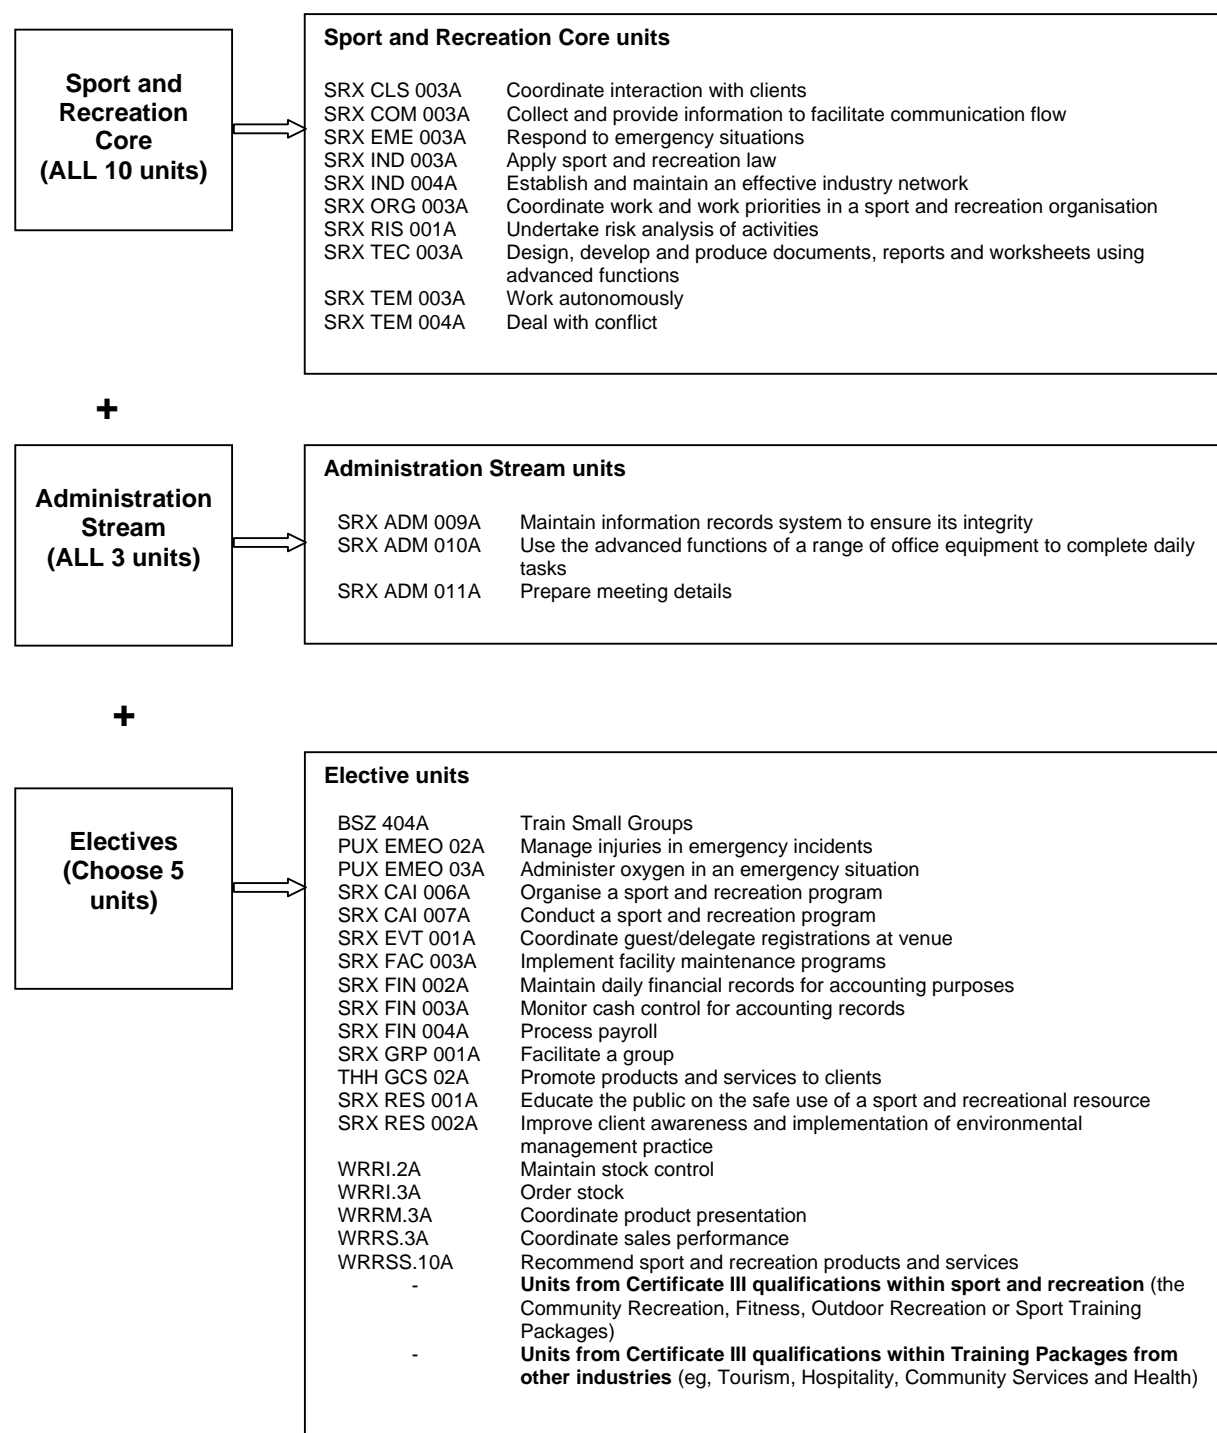 Sport and
Recreation
Core
(ALL 10 units)
Sport and Recreation Core units
SRX CLS 003A Coordinate interaction with clients
SRX COM 003A Collect and provide information to facilitate communication flow
SRX EME 003A Respond to emergency situations
SRX IND 003A Apply sport and recreation law
SRX IND 004A Establish and maintain an effective industry network
SRX ORG 003A Coordinate work and work priorities in a sport and recreation organisation
SRX RIS 001A Undertake risk analysis of activities
SRX TEC 003A Design, develop and produce documents, reports and worksheets using
advanced functions
SRX TEM 003A Work autonomously
SRX TEM 004A Deal with conflict
+
Administration
Stream
(ALL 3 units)
Administration Stream units
SRX ADM 009A Maintain information records system to ensure its integrity
SRX ADM 010A Use the advanced functions of a range of office equipment to complete daily
tasks
SRX ADM 011A Prepare meeting details
+
Electives
(Choose 5
units)
Elective units
BSZ 404A Train Small Groups
PUX EMEO 02A Manage injuries in emergency incidents
PUX EMEO 03A Administer oxygen in an emergency situation
SRX CAI 006A Organise a sport and recreation program
SRX CAI 007A Conduct a sport and recreation program
SRX EVT 001A Coordinate guest/delegate registrations at venue
SRX FAC 003A Implement facility maintenance programs
SRX FIN 002A Maintain daily financial records for accounting purposes
SRX FIN 003A Monitor cash control for accounting records
SRX FIN 004A Process payroll
SRX GRP 001A Facilitate a group
THH GCS 02A Promote products and services to clients
SRX RES 001A Educate the public on the safe use of a sport and recreational resource
SRX RES 002A Improve client awareness and implementation of environmental
management practice
WRRI.2A Maintain stock control
WRRI.3A Order stock
WRRM.3A Coordinate product presentation
WRRS.3A Coordinate sales performance
WRRSS.10A Recommend sport and recreation products and services
- Units from Certificate III qualifications within sport and recreation (the
Community Recreation, Fitness, Outdoor Recreation or Sport Training
Packages)
- Units from Certificate III qualifications within Training Packages from
other industries (eg, Tourism, Hospitality, Community Services and Health)